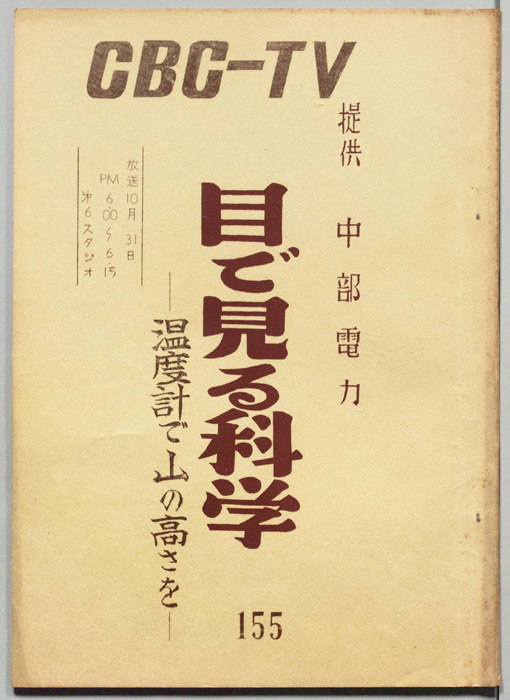 CBC-TV
提供 中部電力
目で見る科学
―温度計で山の高さを―
放送10月31日
PM 6.00〜6.15
才6スタジオ
155